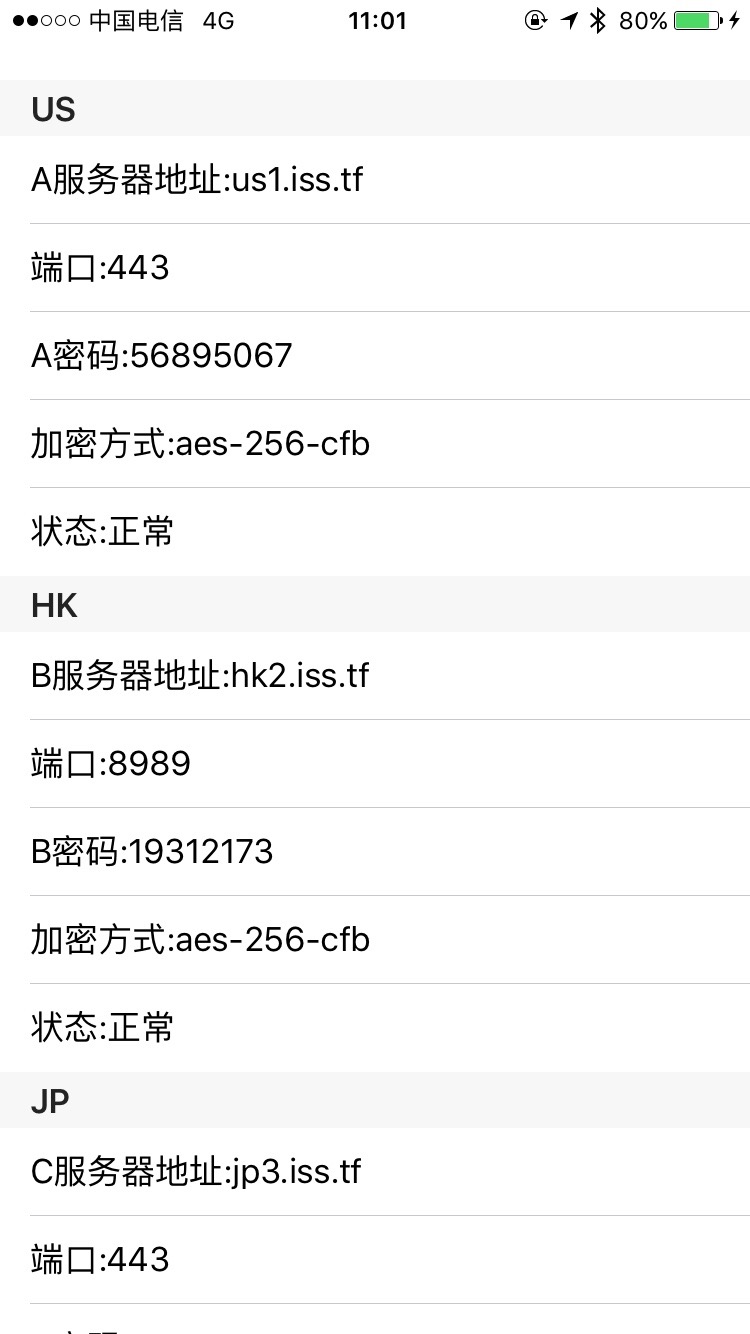 中国电信 4G 11:01 80%
US
A服务器地址:us1.iss.tf
端口:443
A密码:56895067
加密方式:aes-256-cfb
状态:正常
HK
B服务器地址:hk2.iss.tf
端口:8989
B密码:19312173
加密方式:aes-256-cfb
状态:正常
JP
C服务器地址:jp3.iss.tf
端口:443